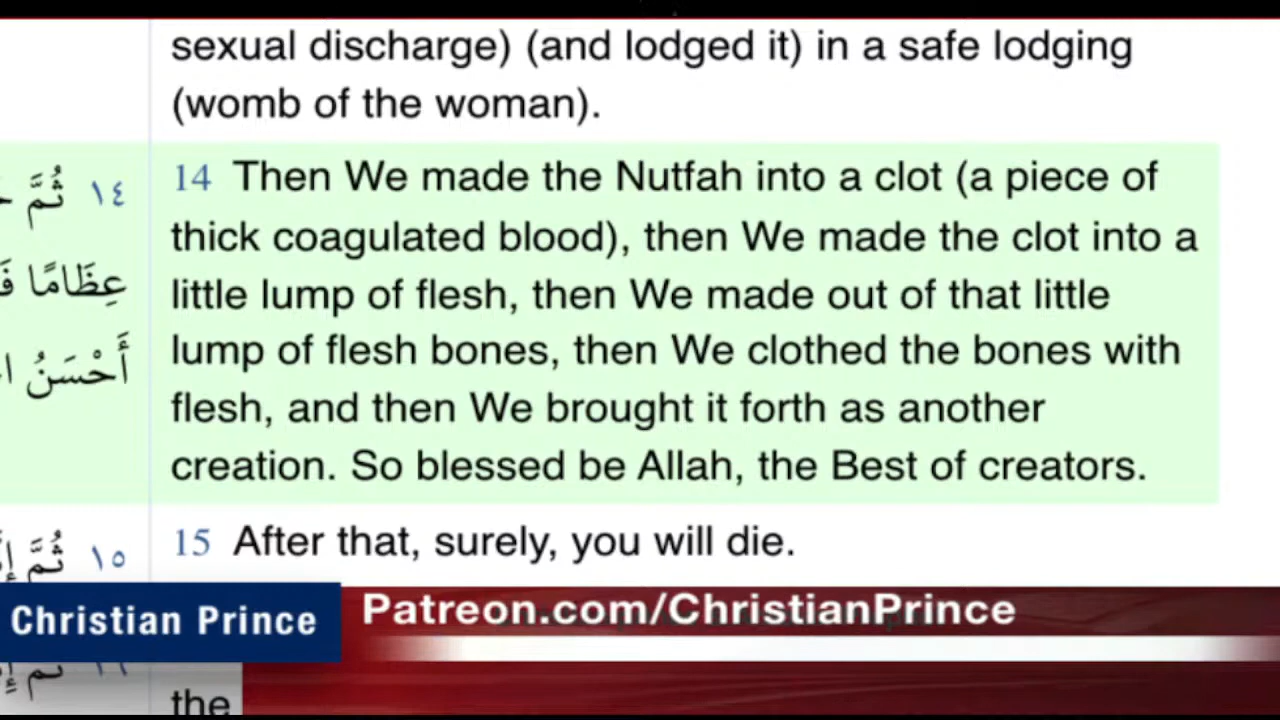 sexual discharge) (and lodged it) in a safe lodging
(womb of the woman).
١٤ ثُمَّ
14 Then We made the Nutfah into a clot (a piece of
thick coagulated blood), then We made the clot into a
عِظَامًا
little lump of flesh, then We made out of that little
lump of flesh bones, then We clothed the bones with
أَحْسَنُ
flesh, and then We brought it forth as another
creation. So blessed be Allah, the Best of creators.
١٥ ثُمَّ
15 After that, surely, you will die.
Christian Prince
Patreon.com/ChristianPrince
the